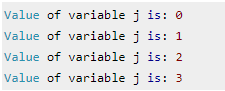 Value of variable j is: 0
Value of variable j is: 1
Value of variable j is: 2
Value of variable j is: 3